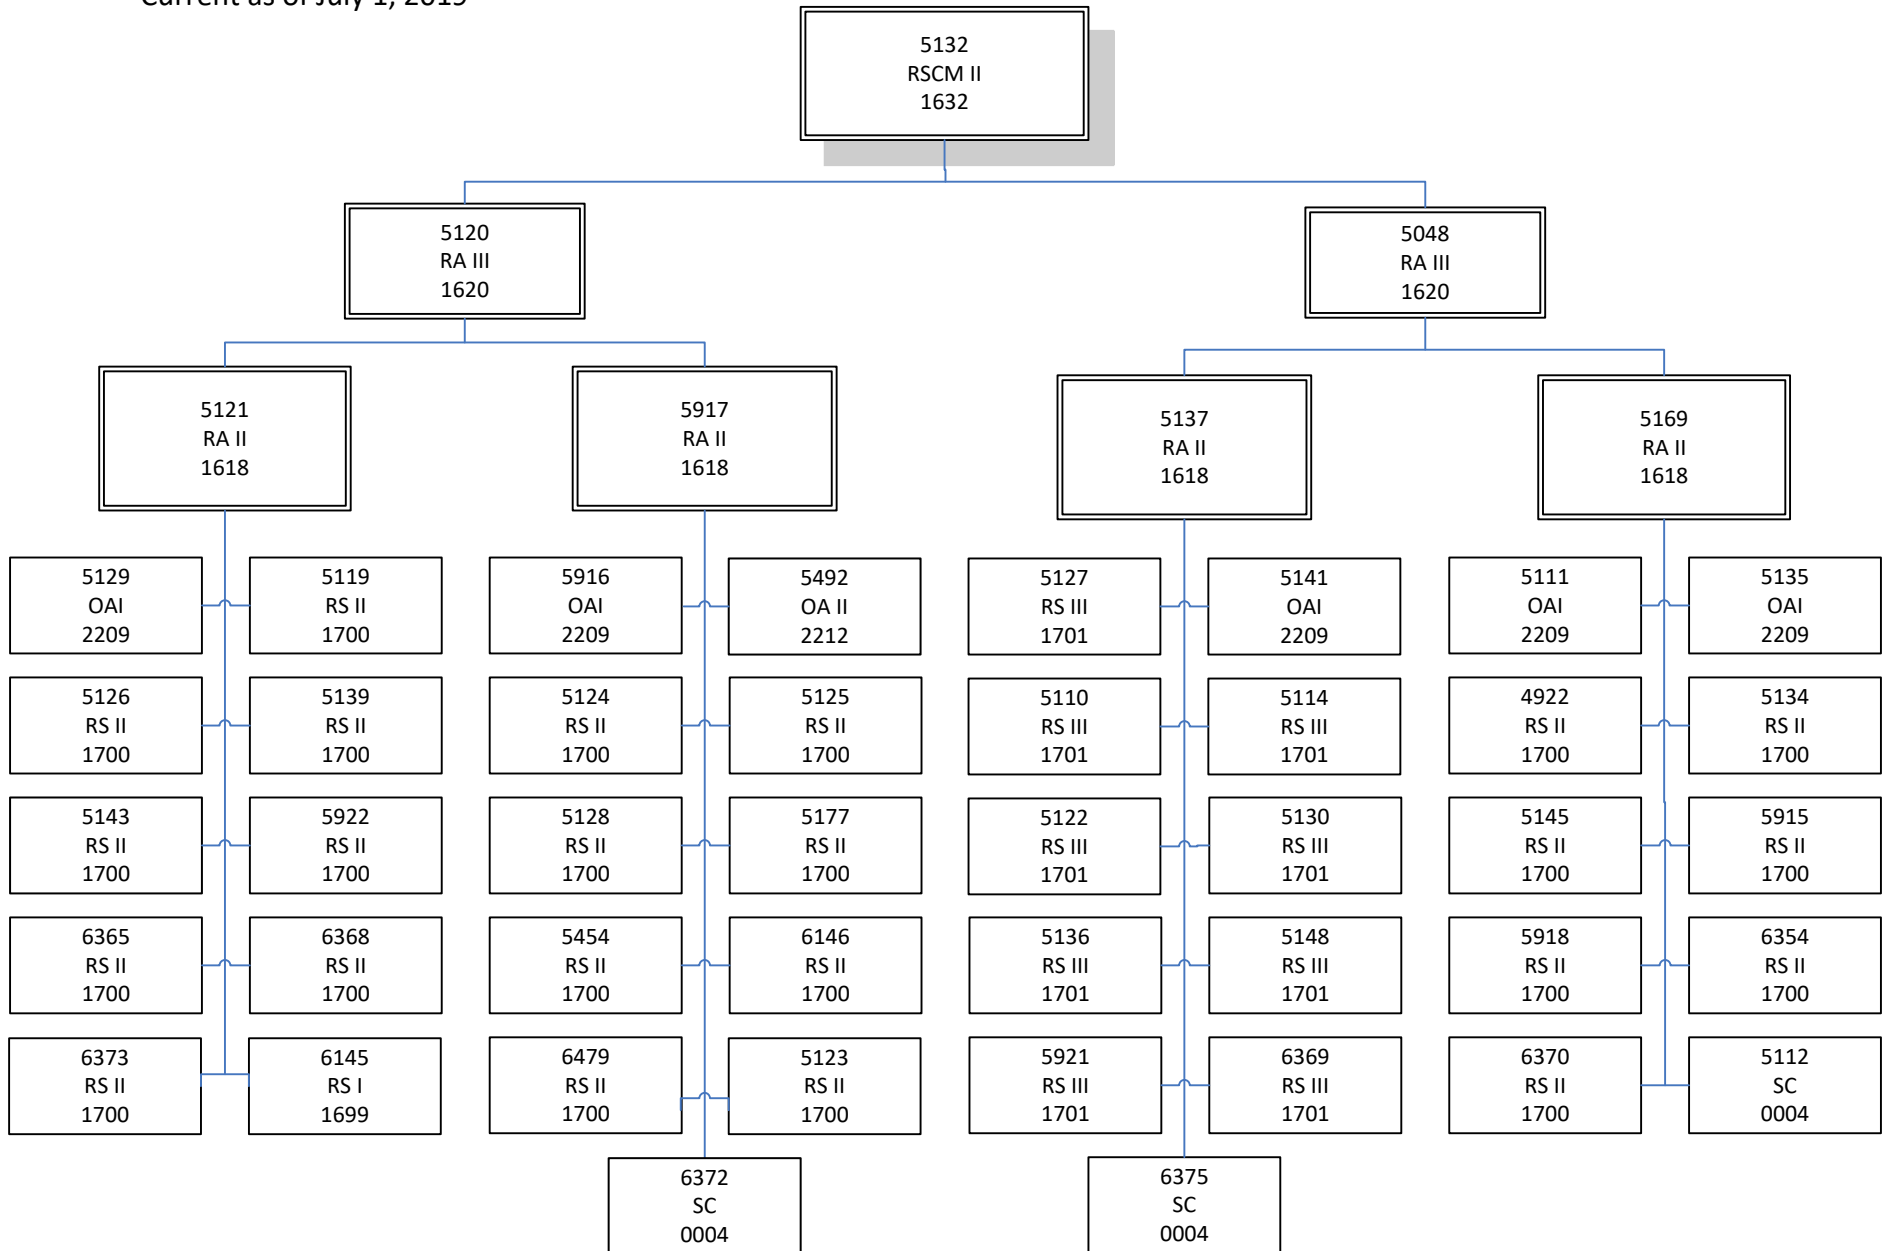 Current as of July 1, 2019
5132
RSCM II
1632
5120
RA III
1620
5048
RA III
1620
5121
RA II
1618
5917
RA II
1618
5137
RA II
1618
5169
RA II
1618
5129
OAI
2209
5119
RS II
1700
5916
OAI
2209
5492
OA II
2212
5127
RS III
1701
5141
OAI
2209
5111
OAI
2209
5135
OAI
2209
5126
RS II
1700
5139
RS II
1700
5124
RS II
1700
5125
RS II
1700
5110
RS III
1701
5114
RS III
1701
4922
RS II
1700
5134
RS II
1700
5143
RS II
1700
5922
RS II
1700
5128
RS II
1700
5177
RS II
1700
5122
RS III
1701
5130
RS III
1701
5145
RS II
1700
5915
RS II
1700
6365
RS II
1700
6368
RS II
1700
5454
RS II
1700
6146
RS II
1700
5136
RS III
1701
5148
RS III
1701
5918
RS II
1700
6354
RS II
1700
6373
RS II
1700
6145
RS I
1699
6479
RS II
1700
5123
RS II
1700
5921
RS III
1701
6369
RS III
1701
6370
RS II
1700
5112
SC
0004
6372
SC
0004
6375
SC
0004